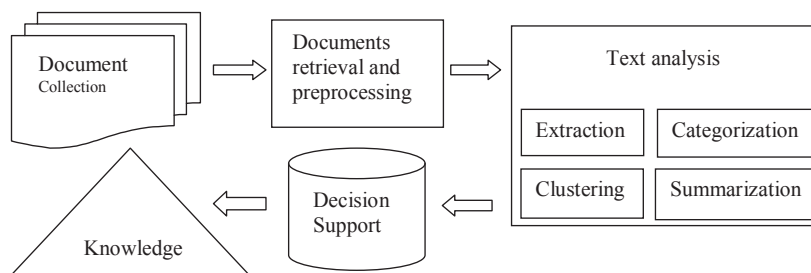 Document
Collection
Documents
retrieval and
preprocessing
Text analysis
Extraction
Categorization
Clustering
Summarization
Decision
Support
Knowledge